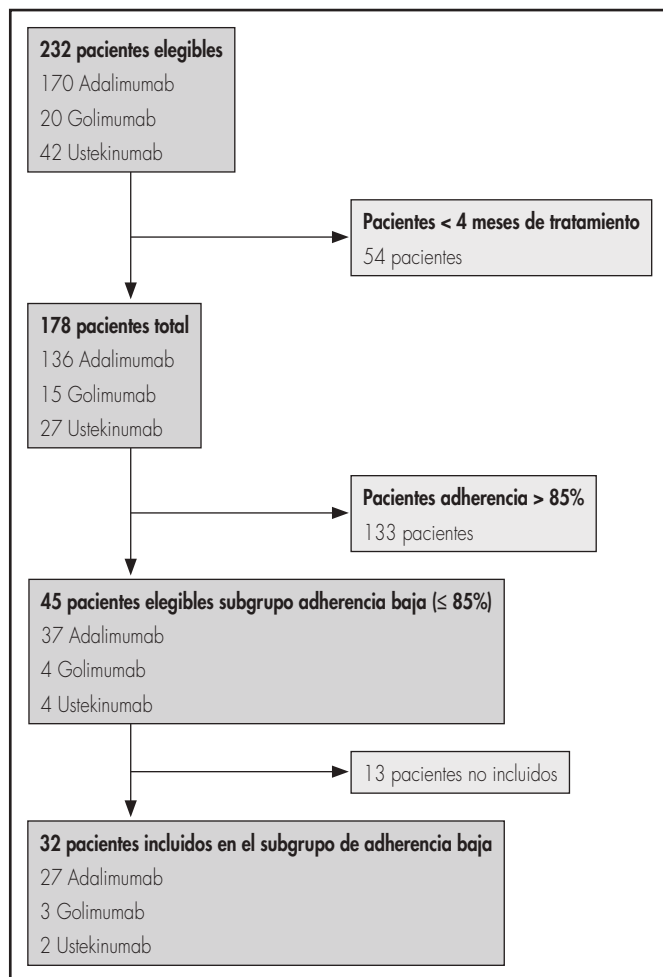 232 pacientes elegibles
170 Adalimumab
20 Golimumab
42 Ustekinumab
Pacientes < 4 meses de tratamiento
54 pacientes
178 pacientes total
136 Adalimumab
15 Golimumab
27 Ustekinumab
Pacientes adherencia > 85%
133 pacientes
45 pacientes elegibles subgrupo adherencia baja (≤ 85%)
37 Adalimumab
4 Golimumab
4 Ustekinumab
13 pacientes no incluidos
32 pacientes incluidos en el subgrupo de adherencia baja
27 Adalimumab
3 Golimumab
2 Ustekinumab